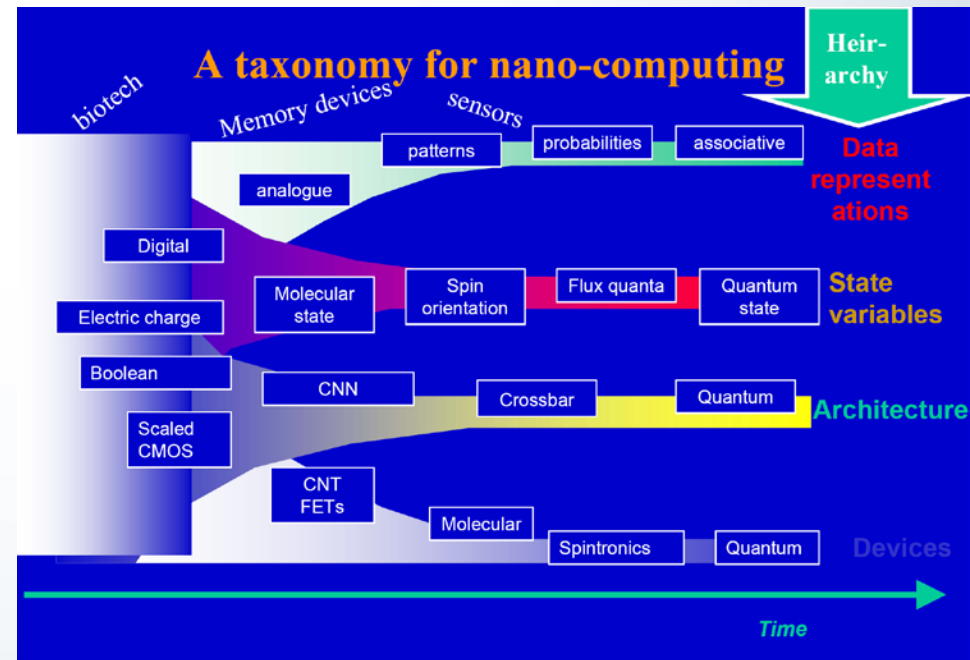 A taxonomy for nano-computing
Heir-
archy
biotech
Memory devices
sensors
patterns
probabilities
associative
Data
represent
ations
analogue
Digital
Molecular
state
Spin
orientation
Flux quanta
Quantum
state
State
variables
Electric charge
Boolean
CNN
Crossbar
Quantum
Architecture
Scaled
CMOS
CNT
FETs
Molecular
Spintronics
Quantum
Devices
Time